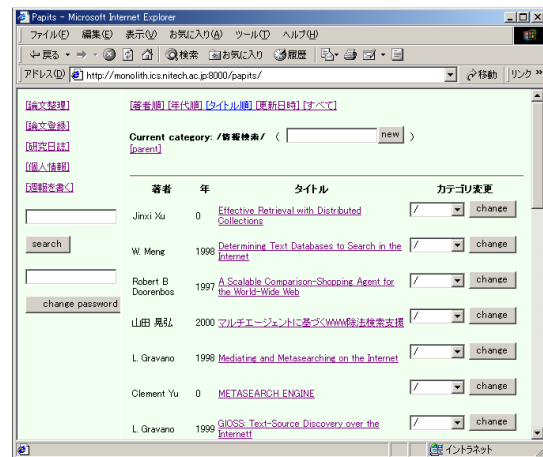 Papits - Microsoft Internet Explorer
ファイル(F) 編集(E) 表示(V) お気に入り(A) ツール(T) ヘルプ(H)
戻る 検索 お気に入り 履歴
アドレス(D) http://monolith.ics.nitech.ac.jp:8000/papits/ 移動 リンク »
[論文整理]
[論文登録]
[研究日誌]
[個人情報]
[週報を書く]
search
change password
[著者順] [年代順] [タイトル順] [更新日時] [すべて]
Current category: /情報検索/ ( new )
[parent]
著者 年 タイトル カテゴリ変更
Jinxi Xu 0 Effective Retrieval with Distributed
Collections / change
W. Meng 1998 Determining Text Databases to Search in the
Internet / change
Robert B
Doorenbos 1997 A Scalable Comparison-Shopping Agent for
the World-Wide Web / change
山田 晃弘 2000 マルチエージェントに基づくWWW除法検索支援 / change
L. Gravano 1998 Mediating and Metasearching on the Internet / change
Clement Yu 0 METASEARCH ENGINE / change
L. Gravano 1999 GlOSS: Text-Source Discovery over the
Internetf / change
イントラネット